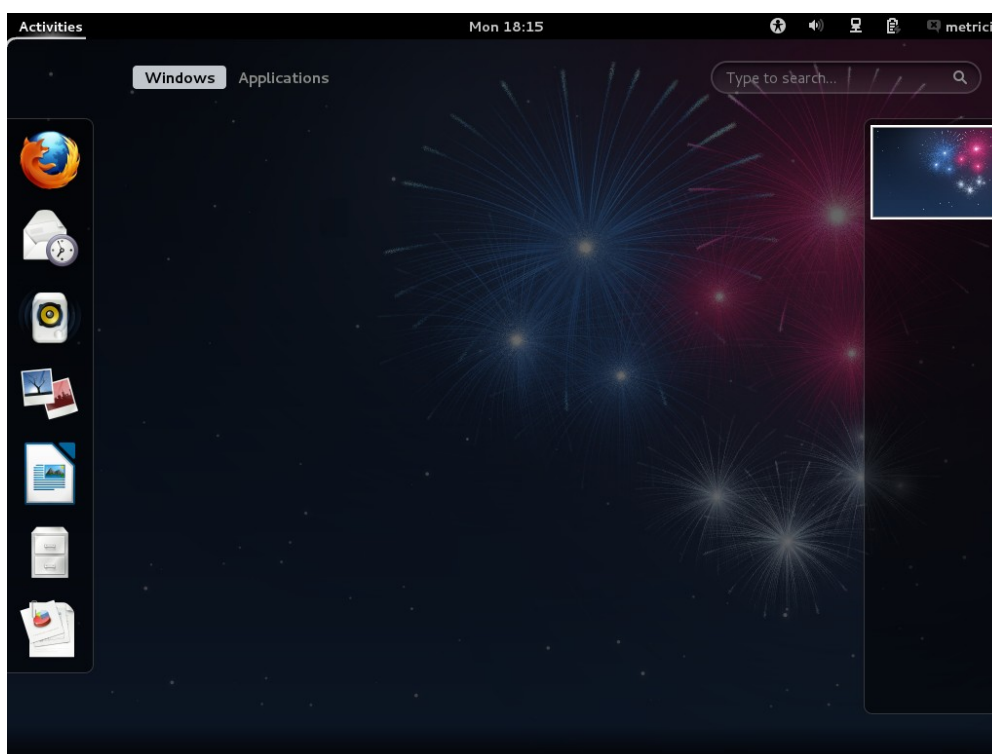 Activities Mon 18:15 metrici
Windows Applications Type to search...